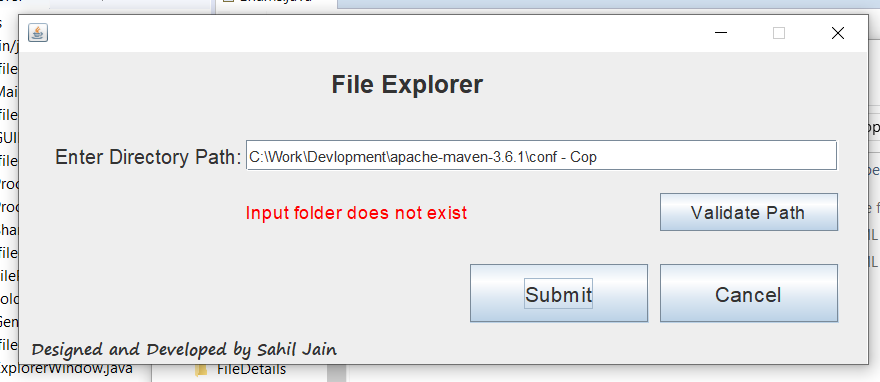 File Explorer
Enter Directory Path: C:\Work\Devlopment\apache-maven-3.6.1\conf - Cop
Input folder does not exist
Validate Path
Submit
Cancel
Designed and Developed by Sahil Jain
xplorerWindow.java
FileDetails